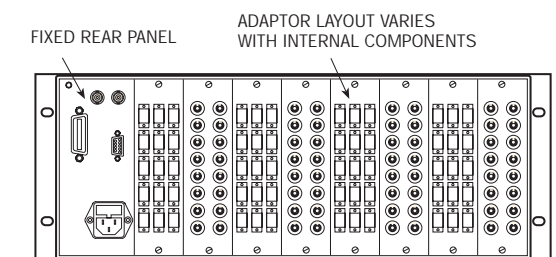 ADAPTOR LAYOUT VARIES
FIXED REAR PANEL
WITH INTERNAL COMPONENTS